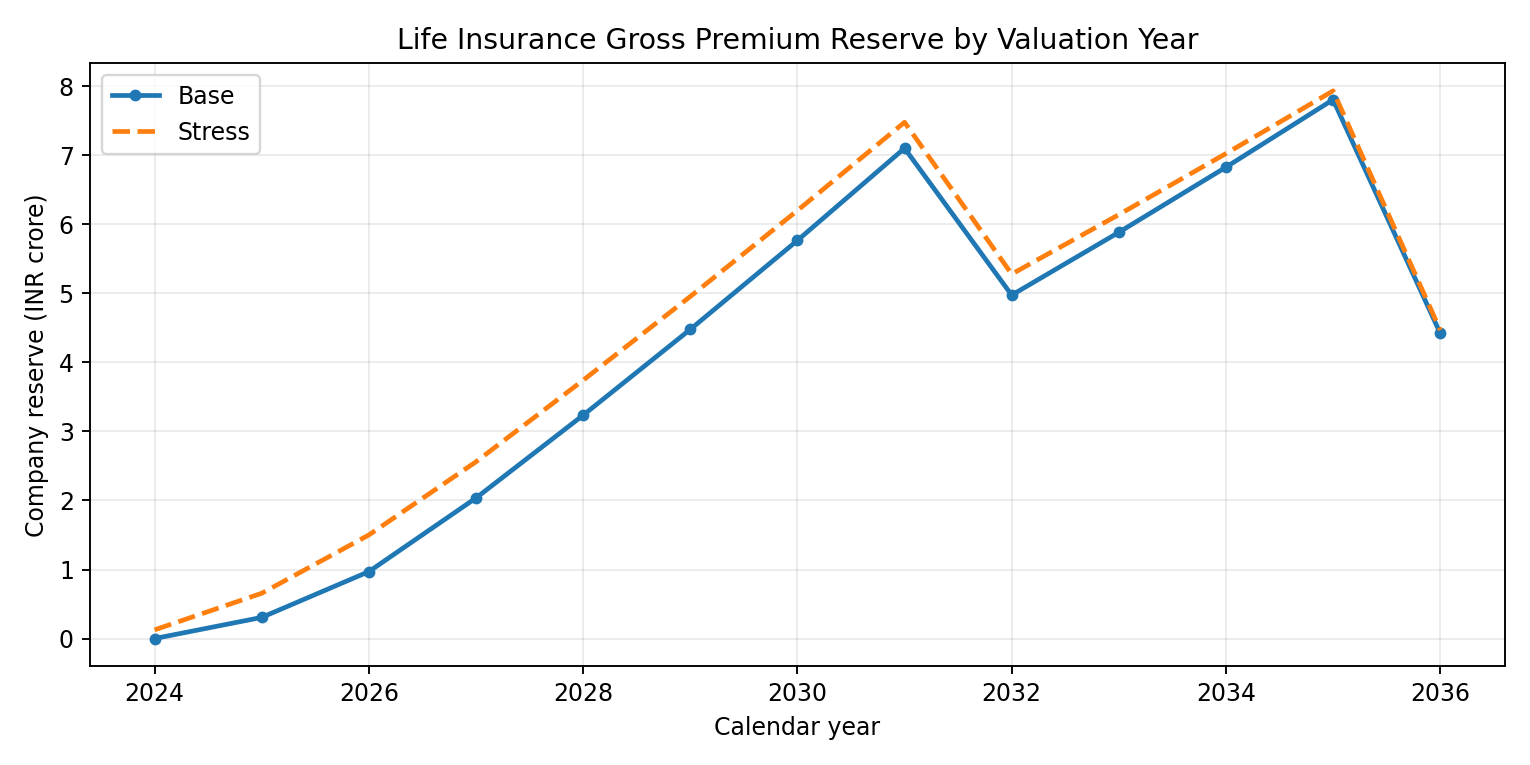 Life Insurance Gross Premium Reserve by Valuation Year
Base
Stress
8
7
6
5
4
3
2
1
0
Company reserve (INR crore)
2024 2026 2028 2030 2032 2034 2036
Calendar year